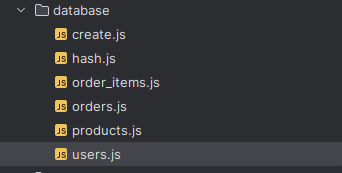 database
JS create.js
JS hash.js
JS order_items.js
JS orders.js
JS products.js
JS users.js